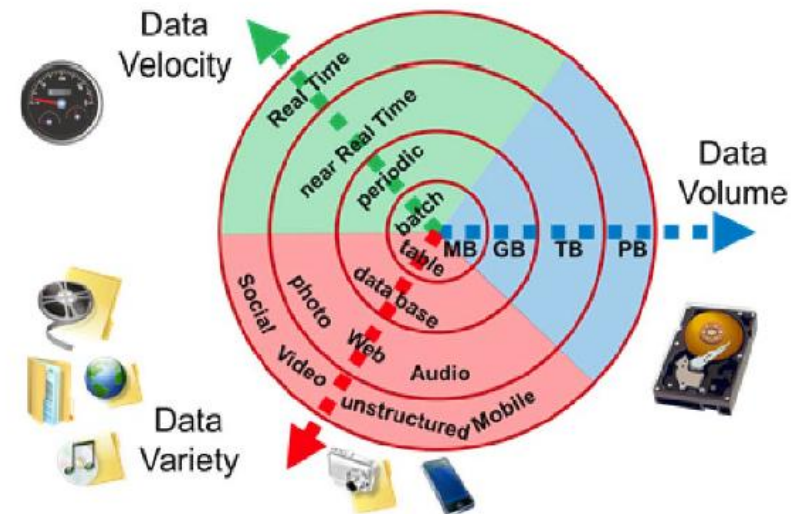 Data
Velocity
Real Time
near Real Time
periodic
batch
Data
Volume
MB GB TB PB
table
data base
photo Web Audio
Social Video unstructured/Mobile
Data
Variety